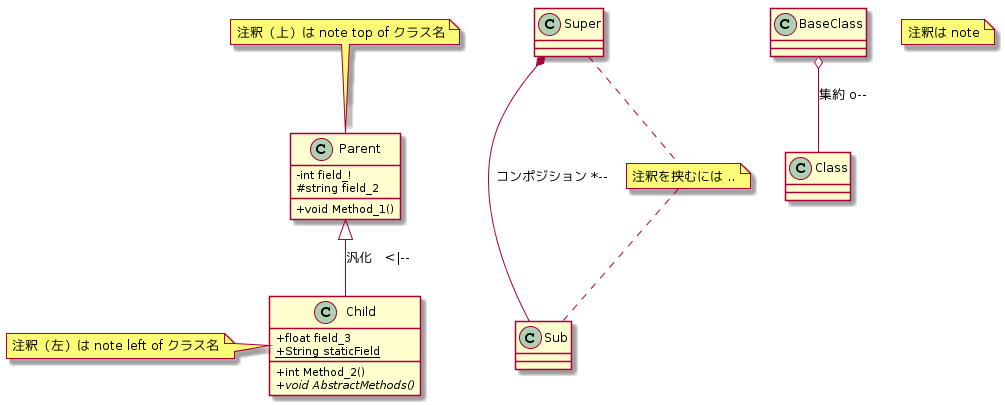 注釈（上）は note top of クラス名
C Parent
-int field_!
#string field_2
+void Method_1()
汎化　<|--
C Child
+float field_3
+String staticField
+int Method_2()
+void AbstractMethods()
注釈（左）は note left of クラス名
C Super
コンポジション *--
注釈を挟むには ..
C Sub
C BaseClass
集約 o--
C Class
注釈は note